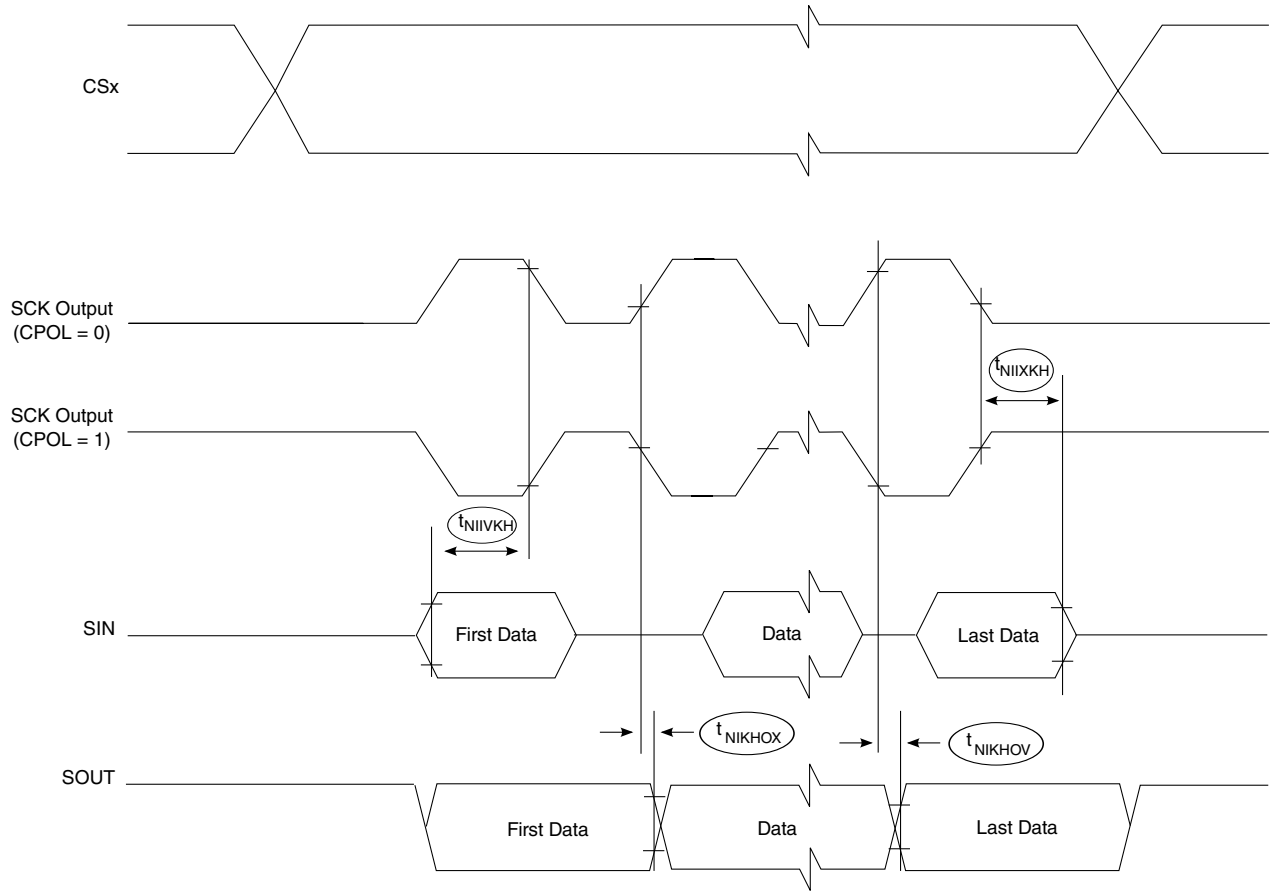 CSx
SCK Output
(CPOL = 0)
tNIIXKH
SCK Output
(CPOL = 1)
tNIIVKH
SIN
First Data
Data
Last Data
tNIKHOX
tNIKHOV
SOUT
First Data
Data
Last Data